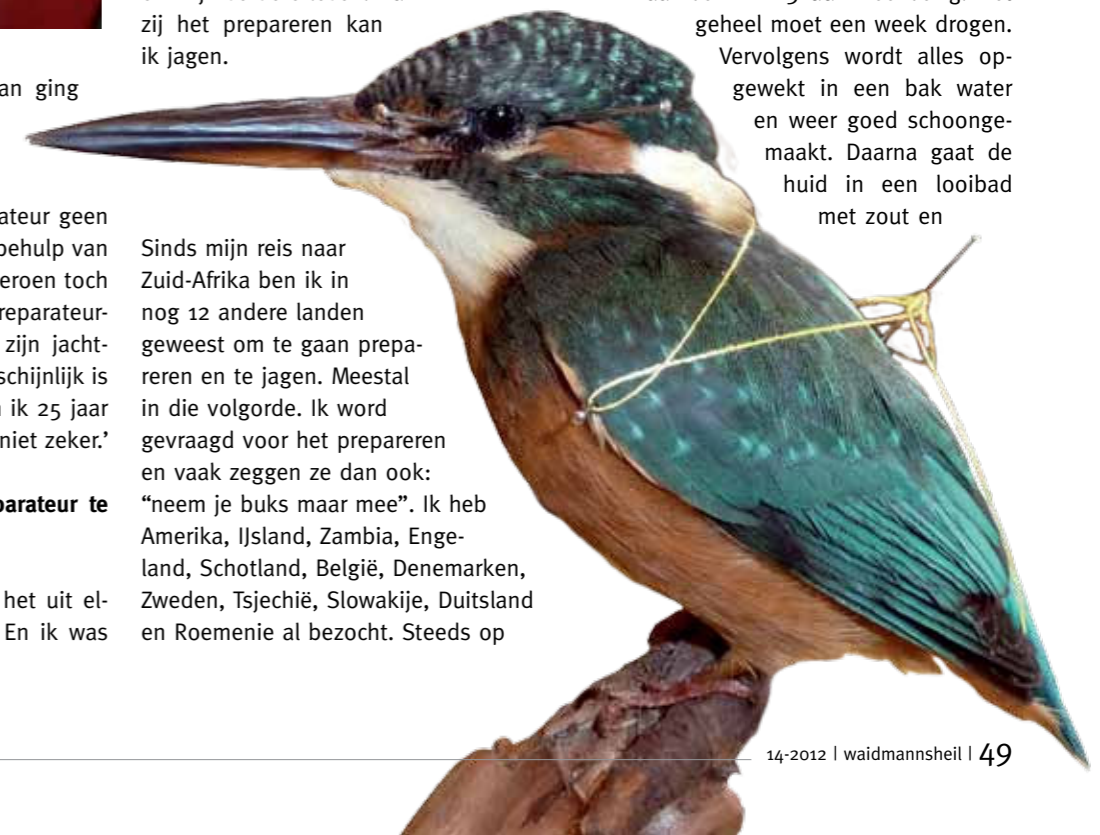 an ging
ateur geen
behulp van
eroen toch
reparateur-
zijn jacht-
schijnlijk is
ik 25 jaar
niet zeker.’
parateur te
het uit el-
En ik was
zij het prepareren kan
ik jagen.
Sinds mijn reis naar
Zuid-Afrika ben ik in
nog 12 andere landen
geweest om te gaan prepa-
reren en te jagen. Meestal
in die volgorde. Ik word
gevraagd voor het prepareren
en vaak zeggen ze dan ook:
“neem je buks maar mee”. Ik heb
Amerika, IJsland, Zambia, Enge-
land, Schotland, België, Denemarken,
Zweden, Tsjechië, Slowakije, Duitsland
en Roemenie al bezocht. Steeds op
geheel moet een week drogen.
Vervolgens wordt alles op-
gewekt in een bak water
en weer goed schoonge-
maakt. Daarna gaat de
huid in een looibad
met zout en
14-2012 | waidmannsheil | 49